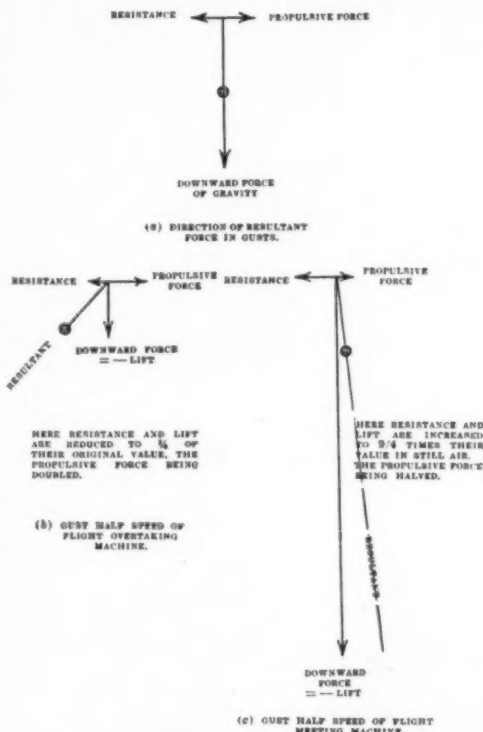 RESISTANCE PROPULSIVE FORCE
DOWNWARD FORCE
OF GRAVITY
(a) DIRECTION OF RESULTANT
FORCE IN GUSTS.
RESISTANCE PROPULSIVE
FORCE
DOWNWARD FORCE
= — LIFT
RESULTANT
HERE RESISTANCE AND LIFT
ARE REDUCED TO ¼ OF
THEIR ORIGINAL VALUE, THE
PROPULSIVE FORCE BEING
DOUBLED.
(b) GUST HALF SPEED OF
FLIGHT OVERTAKING
MACHINE.
RESISTANCE PROPULSIVE
FORCE
HERE RESISTANCE AND
LIFT ARE INCREASED
TO 9/4 TIMES THEIR
VALUE IN STILL AIR.
THE PROPULSIVE FORCE
BEING HALVED.
RESULTANT
DOWNWARD
FORCE
= — LIFT
(c) GUST HALF SPEED OF FLIGHT
MEETING MACHINE